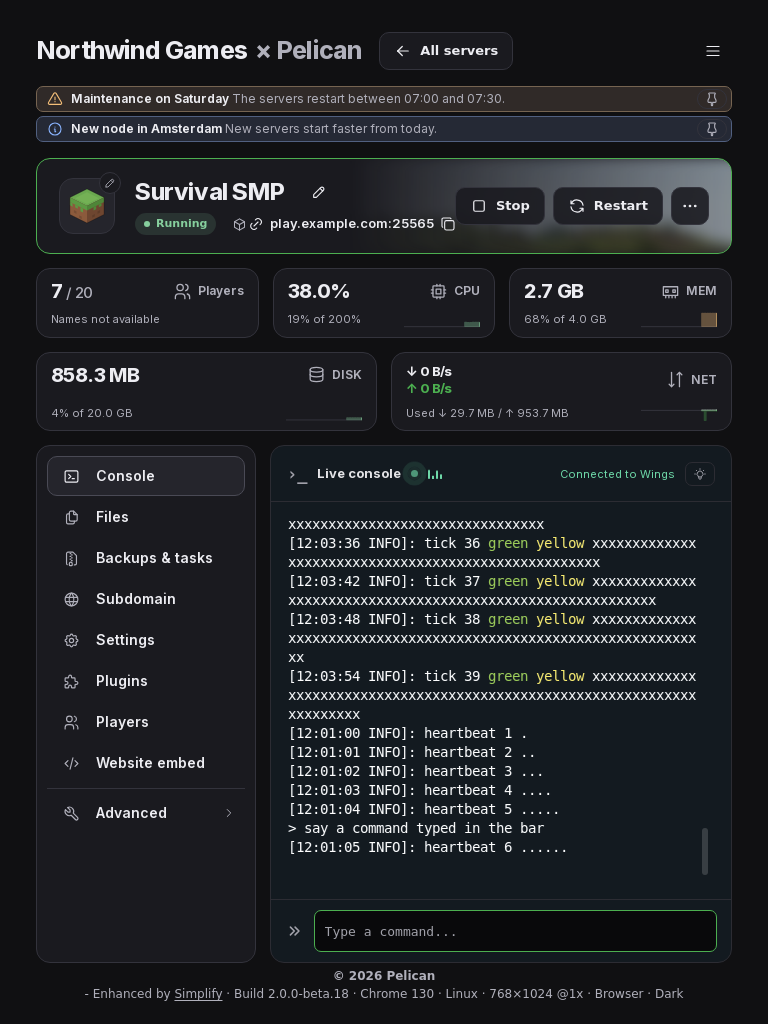 Northwind Games × Pelican
All servers
Maintenance on Saturday The servers restart between 07:00 and 07:30.
New node in Amsterdam New servers start faster from today.
Survival SMP
Running
play.example.com:25565
Stop
Restart
7 / 20
Players
Names not available
38.0%
CPU
19% of 200%
2.7 GB
MEM
68% of 4.0 GB
858.3 MB
DISK
4% of 20.0 GB
↓ 0 B/s
↑ 0 B/s
NET
Used ↓ 29.7 MB / ↑ 953.7 MB
Console
Files
Backups & tasks
Subdomain
Settings
Plugins
Players
Website embed
Advanced
Live console
Connected to Wings
xxxxxxxxxxxxxxxxxxxxxxxxxxxxxxxx
[12:03:36 INFO]: tick 36 green yellow xxxxxxxxxxxxx
xxxxxxxxxxxxxxxxxxxxxxxxxxxxxxxxxxxxxxx
[12:03:42 INFO]: tick 37 green yellow xxxxxxxxxxxxx
xxxxxxxxxxxxxxxxxxxxxxxxxxxxxxxxxxxxxxxxxxxxxx
[12:03:48 INFO]: tick 38 green yellow xxxxxxxxxxxxx
xxxxxxxxxxxxxxxxxxxxxxxxxxxxxxxxxxxxxxxxxxxxxxxxxxx
xx
[12:03:54 INFO]: tick 39 green yellow xxxxxxxxxxxxx
xxxxxxxxxxxxxxxxxxxxxxxxxxxxxxxxxxxxxxxxxxxxxxxxxxx
xxxxxxxxx
[12:01:00 INFO]: heartbeat 1 .
[12:01:01 INFO]: heartbeat 2 ..
[12:01:02 INFO]: heartbeat 3 ...
[12:01:03 INFO]: heartbeat 4 ....
[12:01:04 INFO]: heartbeat 5 .....
> say a command typed in the bar
[12:01:05 INFO]: heartbeat 6 ......
Type a command...
© 2026 Pelican
- Enhanced by Simplify · Build 2.0.0-beta.18 · Chrome 130 · Linux · 768×1024 @1x · Browser · Dark